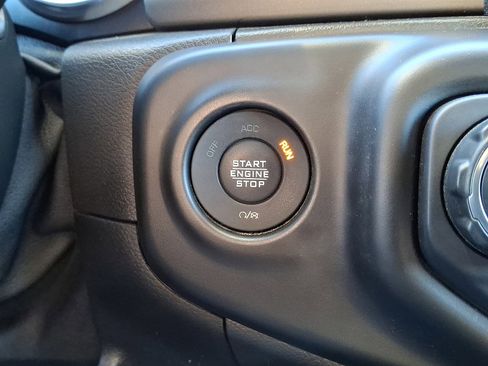 ACC
OFF
RUN
START
ENGINE
STOP